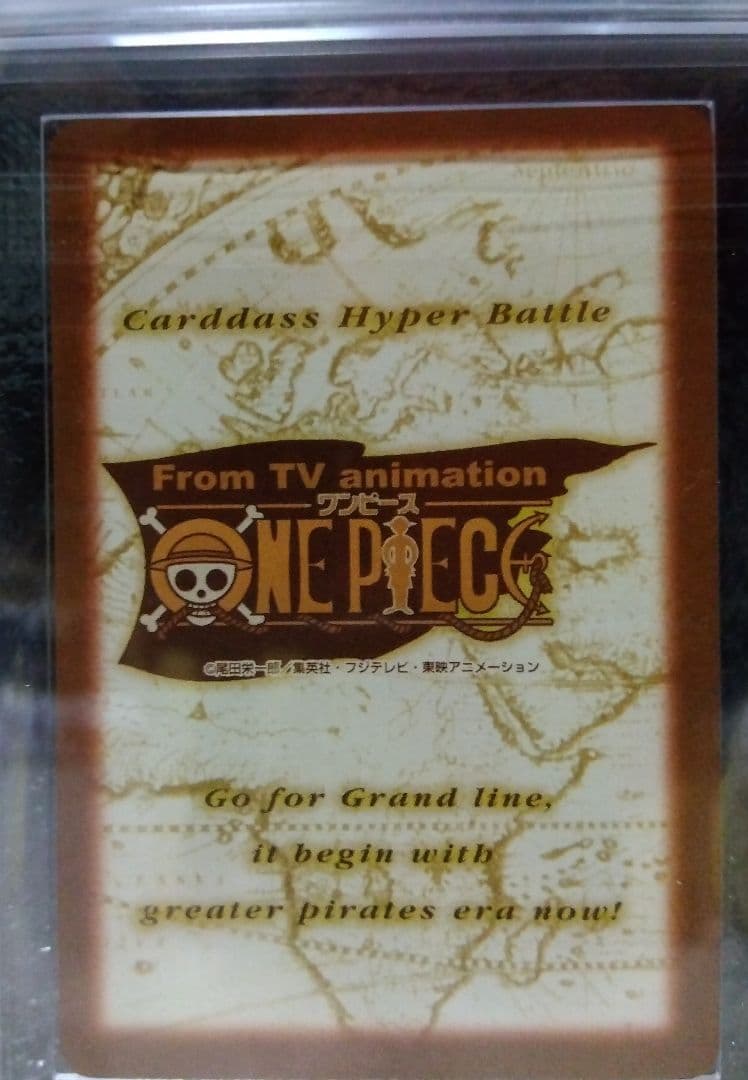 Septentrio
Carddass Hyper Battle
From TV animation
ワンピース
ONE PIECE
©尾田栄一郎／集英社・フジテレビ・東映アニメーション
Go for Grand line,
it begin with
greater pirates era now!